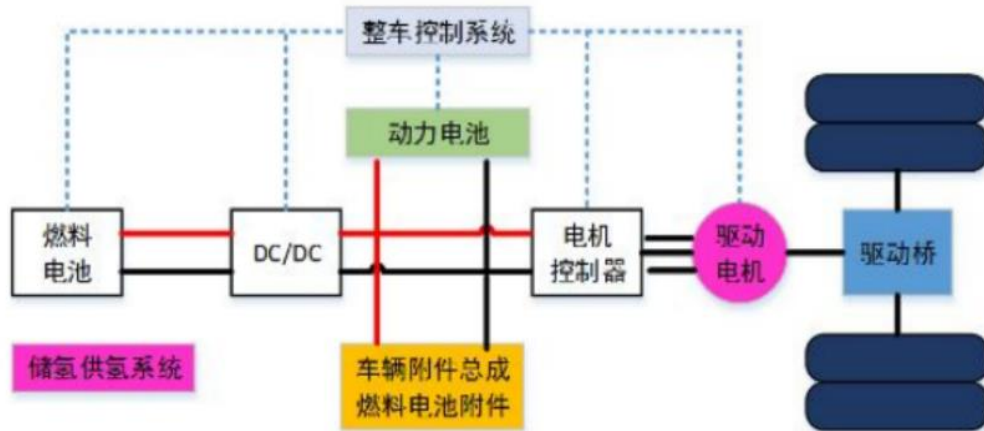 整车控制系统
动力电池
燃料
电池
DC/DC
电机
控制器
驱动
电机
驱动桥
储氢供氢系统
车辆附件总成
燃料电池附件